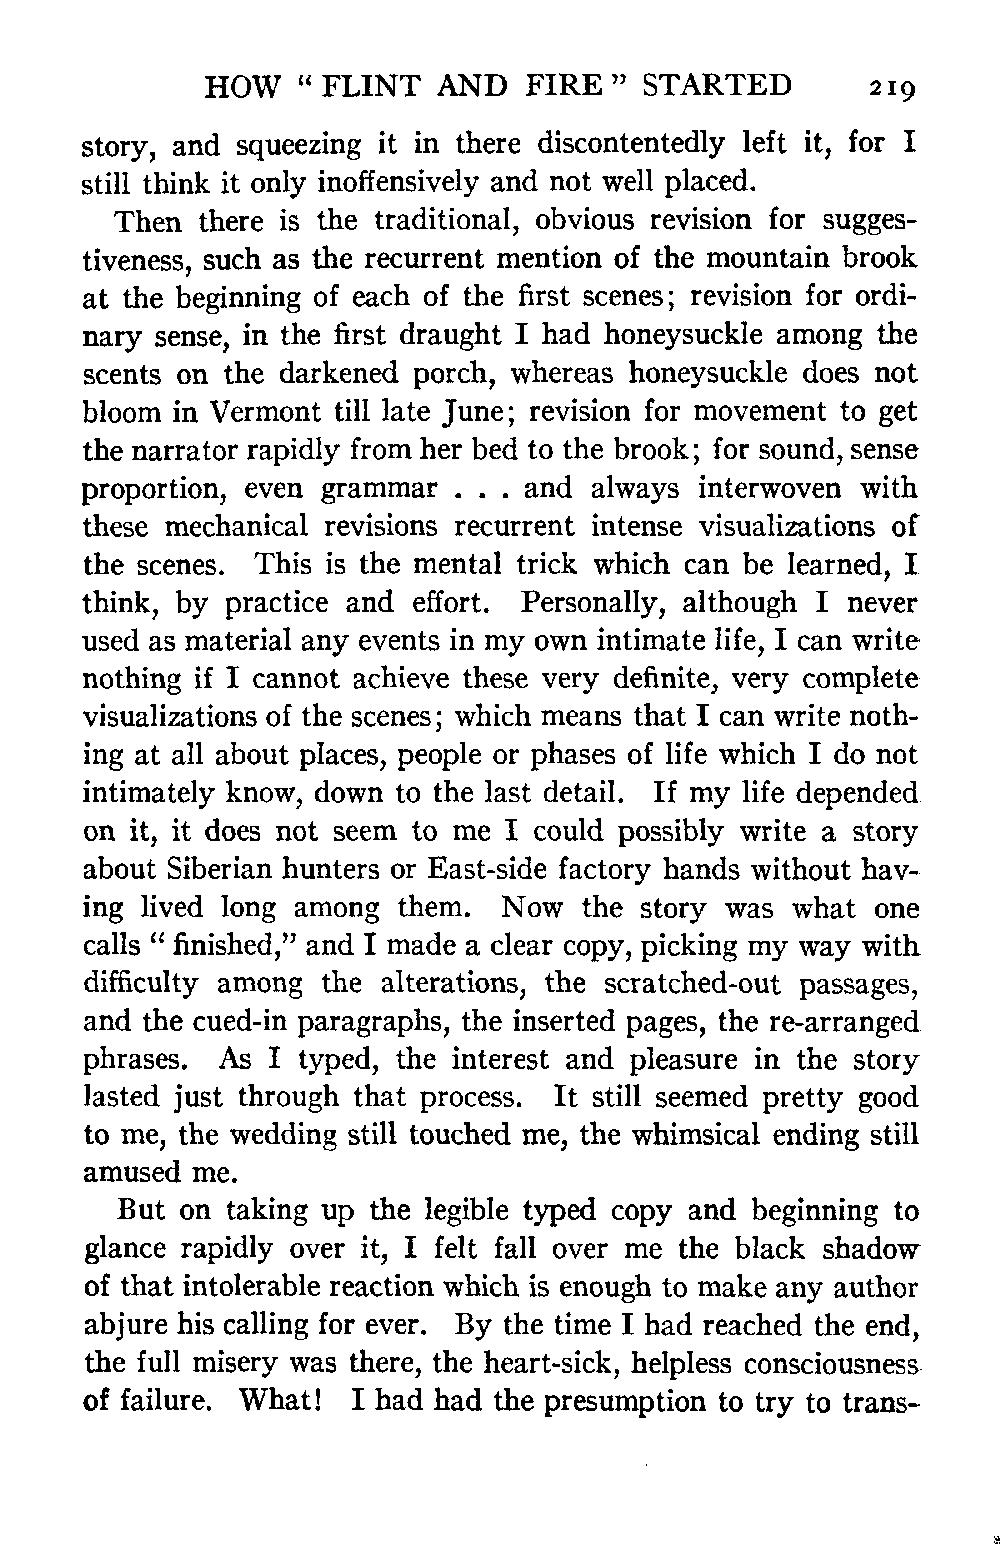 HOW " FLINT AND FIRE " STARTED 219
story, and squeezing it in there discontentedly left it, for I
still think it only inoffensively and not well placed.
Then there is the traditional, obvious revision for sugges-
tiveness, such as the recurrent mention of the mountain brook
at the beginning of each of the first scenes; revision for ordi-
nary sense, in the first draught I had honeysuckle among the
scents on the darkened porch, whereas honeysuckle does not
bloom in Vermont till late June; revision for movement to get
the narrator rapidly from her bed to the brook; for sound, sense
proportion, even grammar . . . and always interwoven with
these mechanical revisions recurrent intense visualizations of
the scenes. This is the mental trick which can be learned, I
think, by practice and effort. Personally, although I never
used as material any events in my own intimate life, I can write
nothing if I cannot achieve these very definite, very complete
visualizations of the scenes; which means that I can write noth-
ing at all about places, people or phases of life which I do not
intimately know, down to the last detail. If my life depended
on it, it does not seem to me I could possibly write a story
about Siberian hunters or East-side factory hands without hav-
ing lived long among them. Now the story was what one
calls " finished," and I made a clear copy, picking my way with
difficulty among the alterations, the scratched-out passages,
and the cued-in paragraphs, the inserted pages, the re-arranged
phrases. As I typed, the interest and pleasure in the story
lasted just through that process. It still seemed pretty good
to me, the wedding still touched me, the whimsical ending still
amused me.
But on taking up the legible typed copy and beginning to
glance rapidly over it, I felt fall over me the black shadow
of that intolerable reaction which is enough to make any author
abjure his calling for ever. By the time I had reached the end,
the full misery was there, the heart-sick, helpless consciousness
of failure. What! I had had the presumption to try to trans-